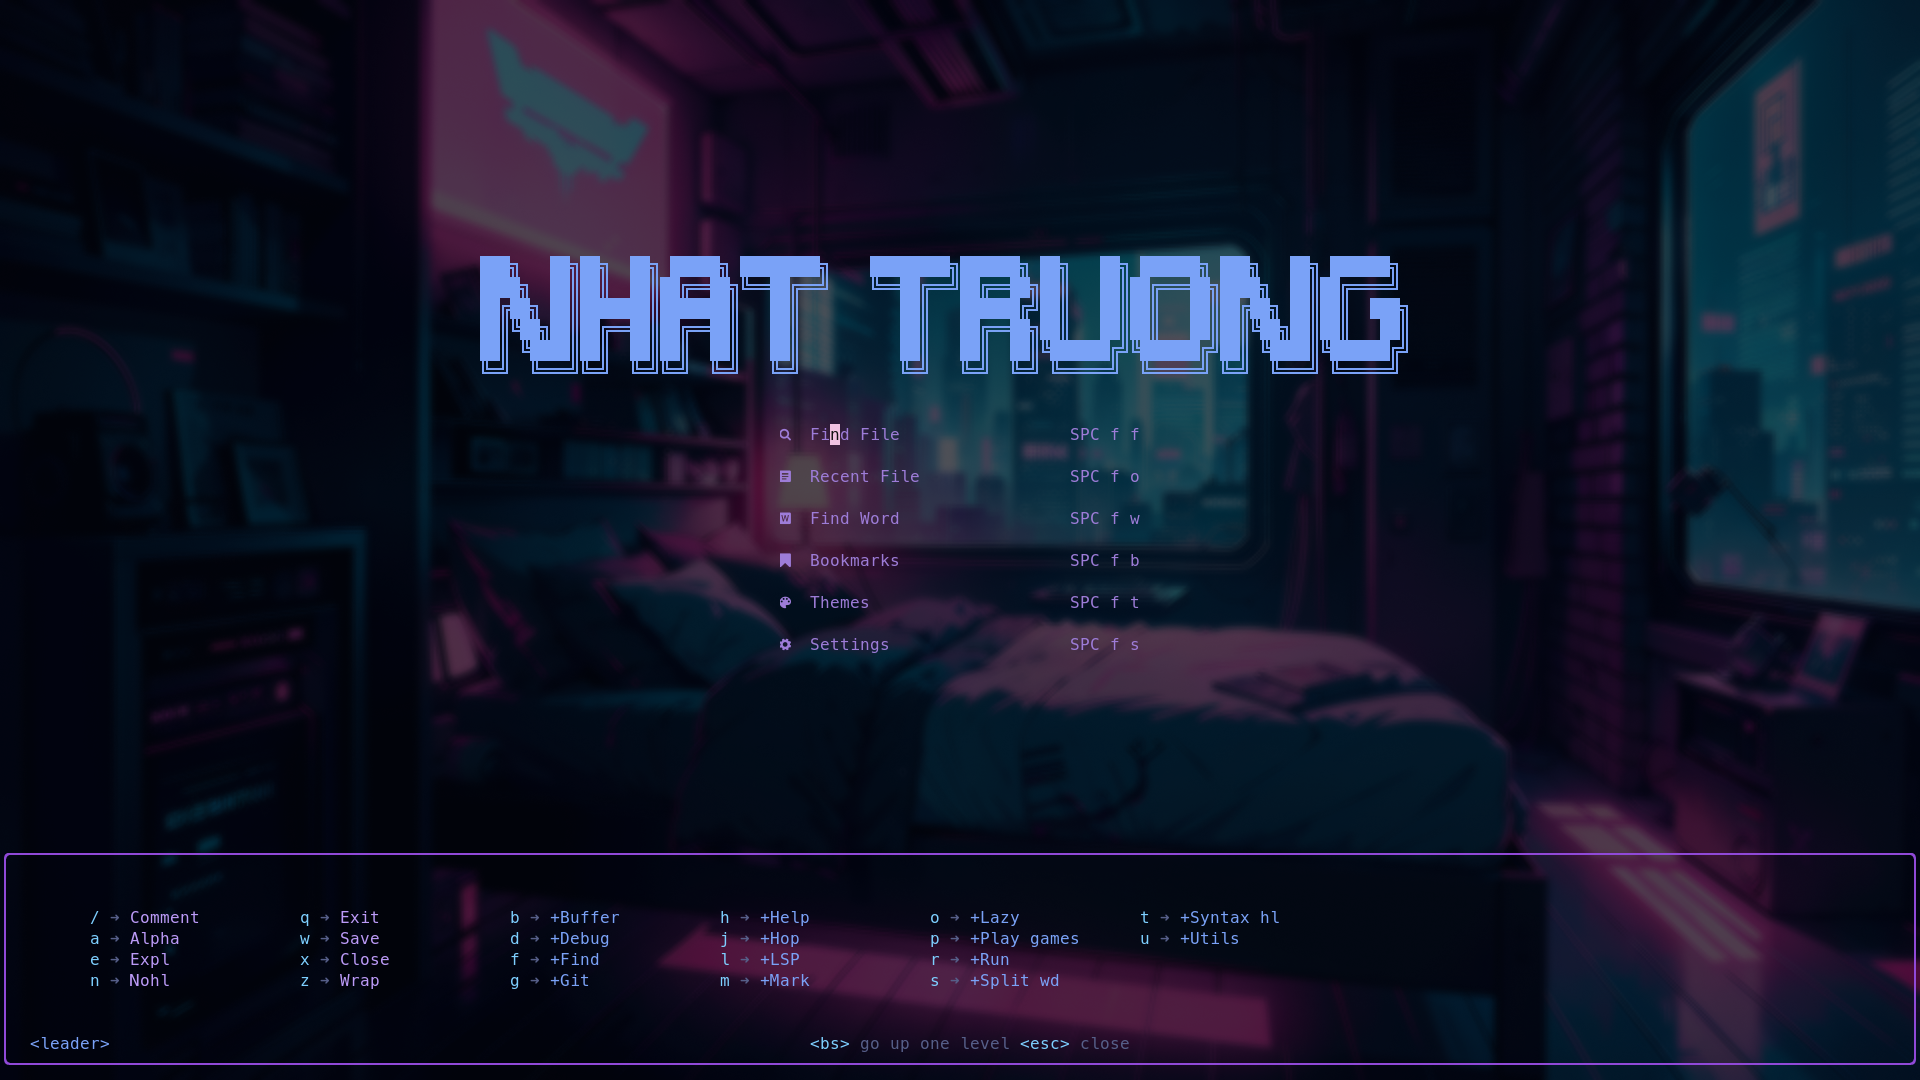 NHAT TRUONG
Find File SPC f f
Recent File SPC f o
Find Word SPC f w
Bookmarks SPC f b
Themes SPC f t
Settings SPC f s
/ ➜ Comment q ➜ Exit b ➜ +Buffer h ➜ +Help o ➜ +Lazy t ➜ +Syntax hl
a ➜ Alpha w ➜ Save d ➜ +Debug j ➜ +Hop p ➜ +Play games u ➜ +Utils
e ➜ Expl x ➜ Close f ➜ +Find l ➜ +LSP r ➜ +Run
n ➜ Nohl z ➜ Wrap g ➜ +Git m ➜ +Mark s ➜ +Split wd
<leader> <bs> go up one level <esc> close